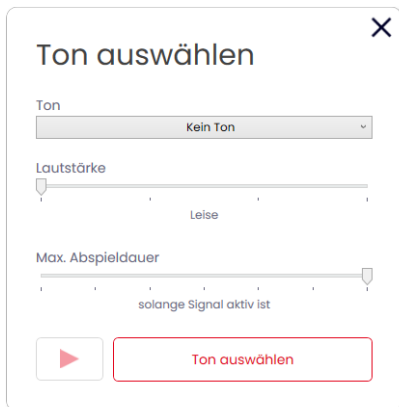 Ton auswählen
Ton
Kein Ton
Lautstärke
Leise
Max. Abspieldauer
solange Signal aktiv ist
Ton auswählen